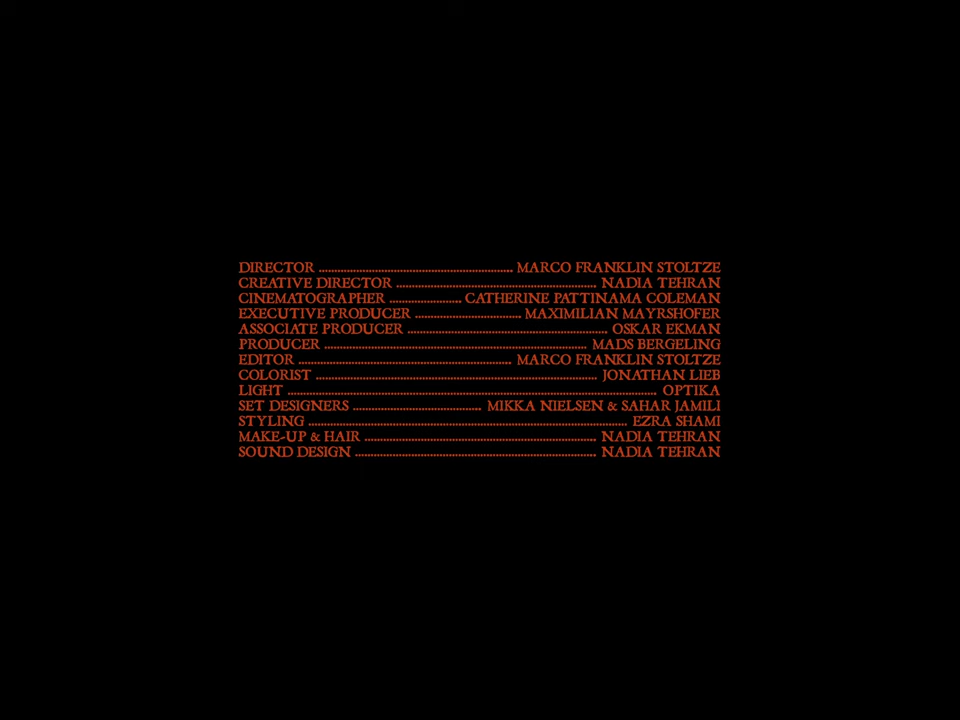 DIRECTOR ........................................................ MARCO FRANKLIN STOLTZE
CREATIVE DIRECTOR .......................................................... NADIA TEHRAN
CINEMATOGRAPHER ..................... CATHERINE PATTINAMA COLEMAN
EXECUTIVE PRODUCER ............................... MAXIMILIAN MAYRSHOFER
ASSOCIATE PRODUCER .......................................................... OSKAR EKMAN
PRODUCER ............................................................................ MADS BERGELING
EDITOR .............................................................. MARCO FRANKLIN STOLTZE
COLORIST .................................................................................. JONATHAN LIEB
LIGHT ............................................................................................................ OPTIKA
SET DESIGNERS ..................................... MIKKA NIELSEN & SAHAR JAMILI
STYLING ............................................................................................. EZRA SHAMI
MAKE-UP & HAIR .................................................................... NADIA TEHRAN
SOUND DESIGN ....................................................................... NADIA TEHRAN